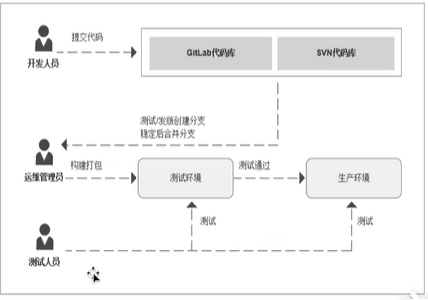 提交代码
GitLab代码库
SVN代码库
开发人员
测试/发版创建分支
稳定后合并分支
构建打包
测试环境
测试通过
生产环境
运维管理员
测试
测试
测试人员